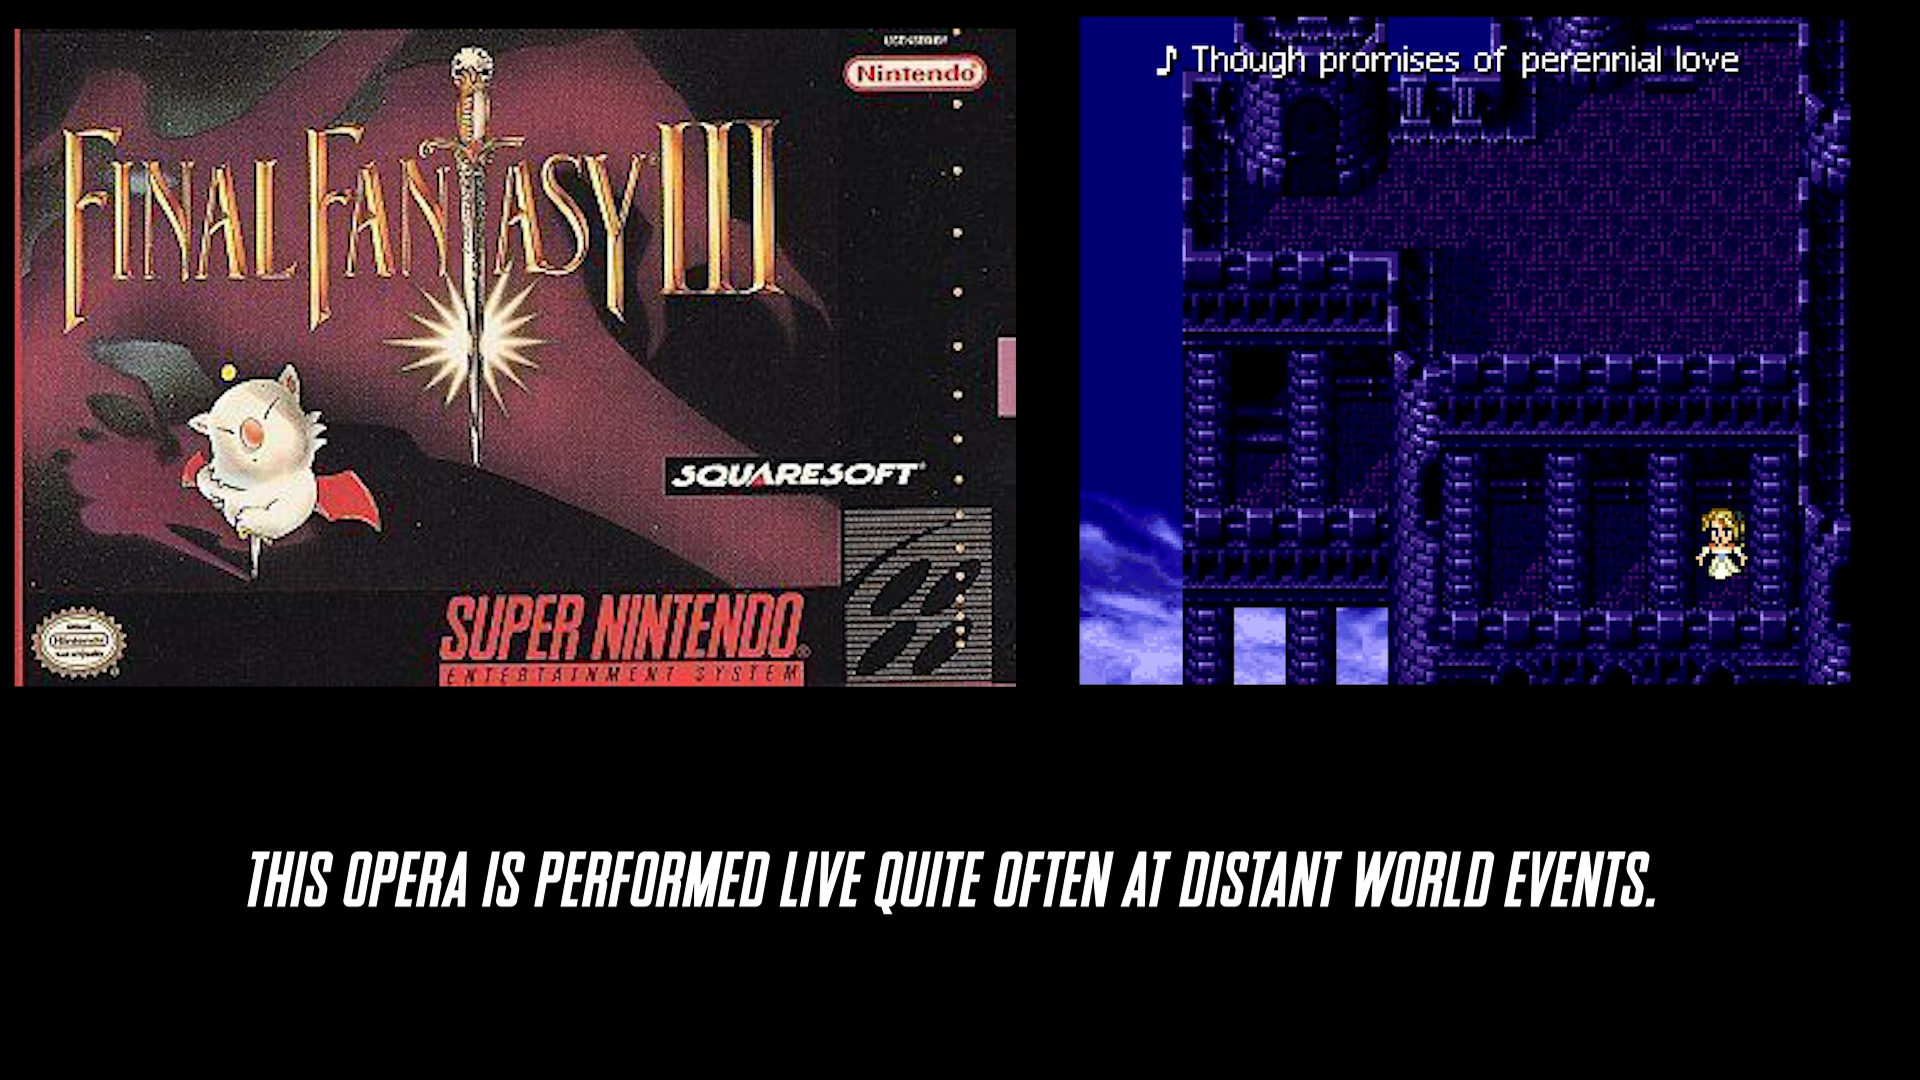 Nintendo
FINAL FANTASY III
SQUARESOFT
Nintendo
SUPER NINTENDO
ENTERTAINMENT SYSTEM
♪ Though promises of perennial love
THIS OPERA IS PERFORMED LIVE QUITE OFTEN AT DISTANT WORLD EVENTS.